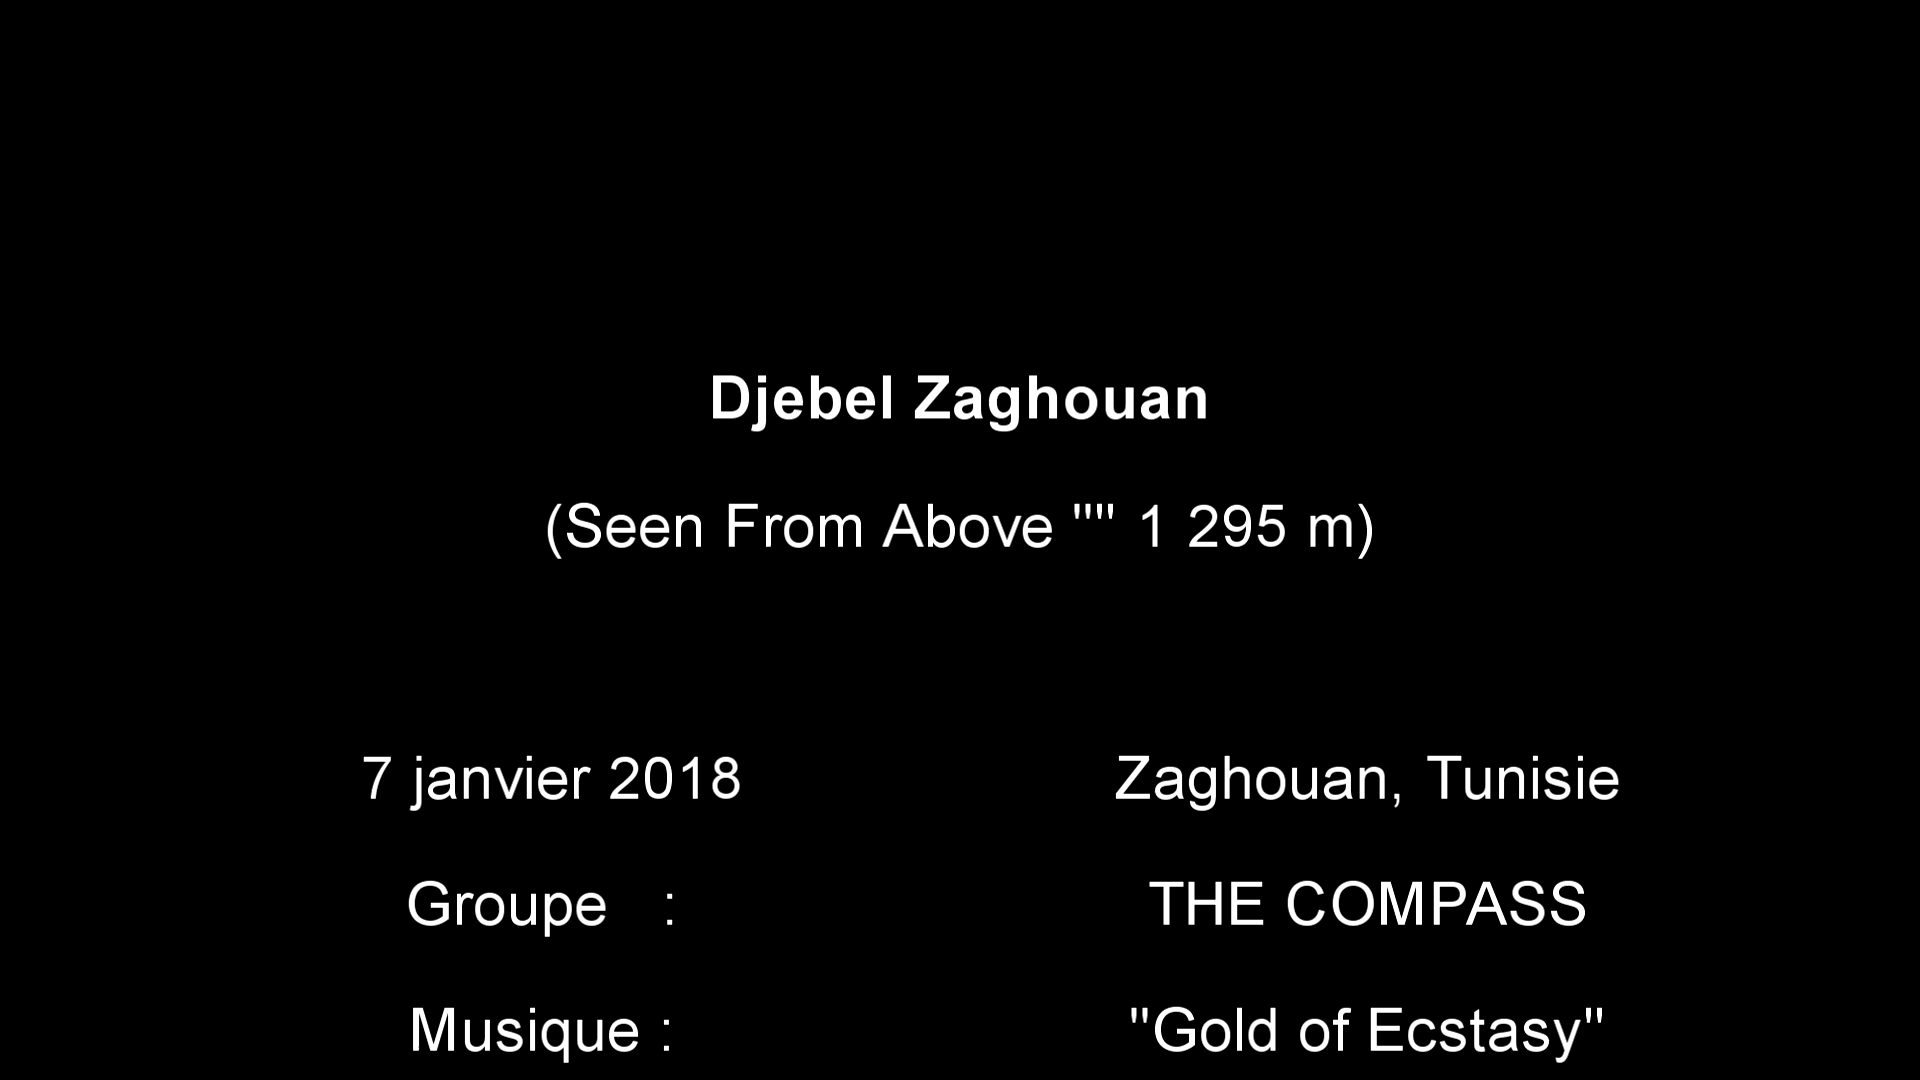 Djebel Zaghouan
(Seen From Above """ 1 295 m)
7 janvier 2018 Zaghouan, Tunisie
Groupe : THE COMPASS
Musique : "Gold of Ecstasy"